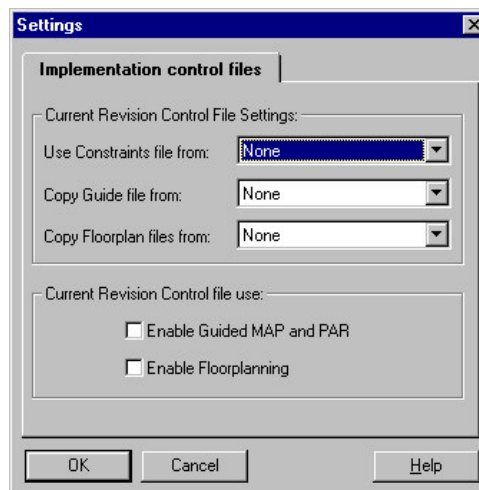 Settings
Implementation control files
Current Revision Control File Settings:
Use Constraints file from: None
Copy Guide file from: None
Copy Floorplan files from: None
Current Revision Control file use:
Enable Guided MAP and PAR
Enable Floorplanning
OK Cancel Help